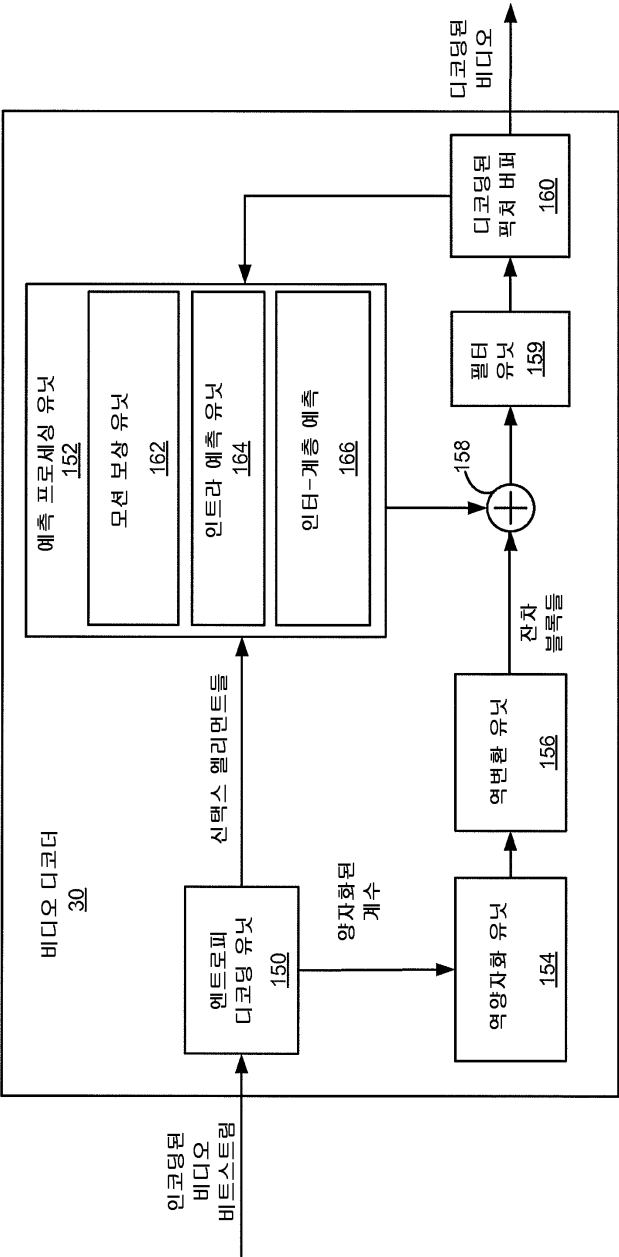 비디오 디코더
30
인코딩된
비디오
비트스트림
엔트로피
디코딩 유닛
150
신택스 엘리먼트들
양자화된
계수
예측 프로세싱 유닛
152
모션 보상 유닛
162
인트라 예측 유닛
164
인터-계층 예측
166
역양자화 유닛
154
역변환 유닛
156
잔차
블록들
158
필터
유닛
159
디코딩된
픽처 버퍼
160
디코딩된
비디오